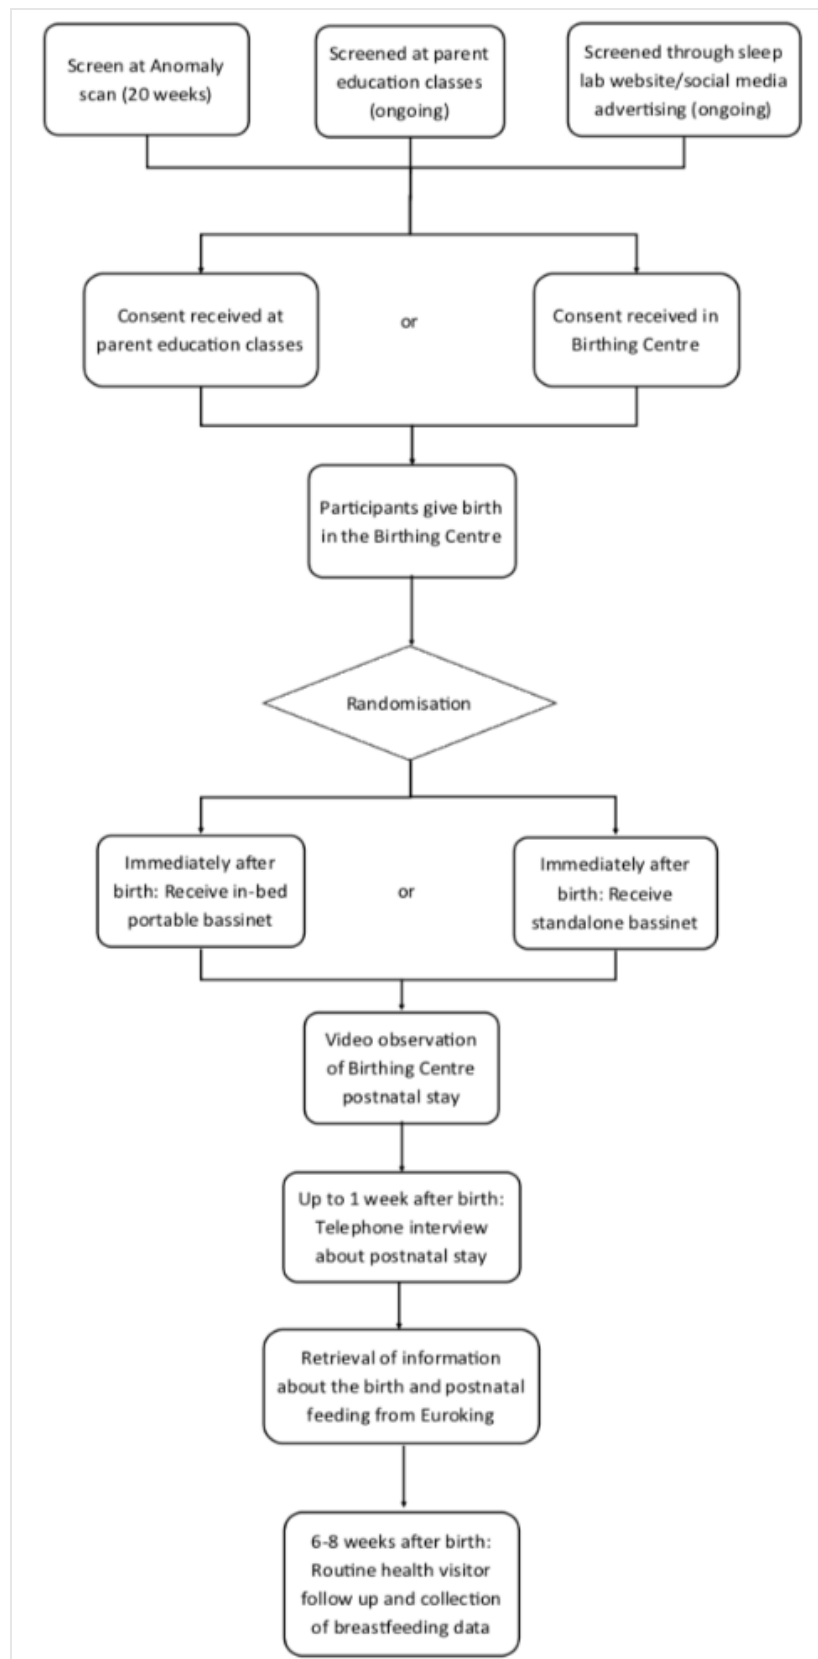 Screen at Anomaly
scan (20 weeks)
Screened at parent
education classes
(ongoing)
Screened through sleep
lab website/social media
advertising (ongoing)
Consent received at
parent education classes
or
Consent received in
Birthing Centre
Participants give birth
in the Birthing Centre
Randomisation
Immediately after
birth: Receive in-bed
portable bassinet
or
Immediately after
birth: Receive
standalone bassinet
Video observation
of Birthing Centre
postnatal stay
Up to 1 week after birth:
Telephone interview
about postnatal stay
Retrieval of information
about the birth and postnatal
feeding from Euroking
6-8 weeks after birth:
Routine health visitor
follow up and collection
of breastfeeding data